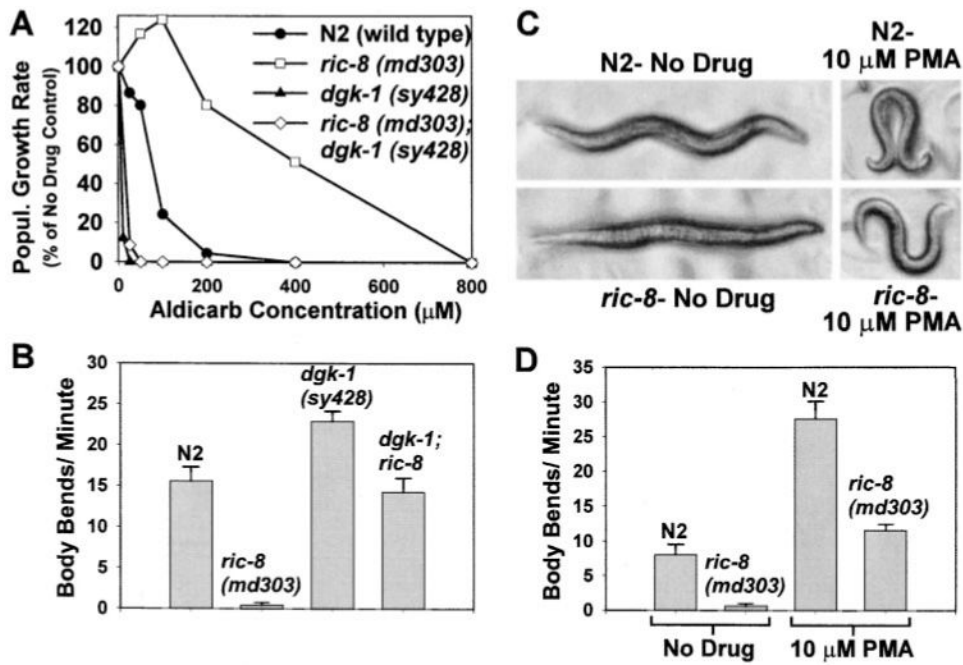 A
Popul. Growth Rate
(% of No Drug Control)
120
100
80
60
40
20
0
N2 (wild type)
ric-8 (md303)
dgk-1 (sy428)
ric-8 (md303);
dgk-1 (sy428)
0
200
400
600
800
Aldicarb Concentration (μM)
B
Body Bends/ Minute
30
25
20
15
10
5
0
N2
ric-8
(md303)
dgk-1
(sy428)
dgk-1;
ric-8
C
N2- No Drug
N2-
10 μM PMA
ric-8- No Drug
ric-8-
10 μM PMA
D
Body Bends/ Minute
35
30
25
20
15
10
5
0
N2
ric-8
(md303)
N2
ric-8
(md303)
No Drug
10 μM PMA